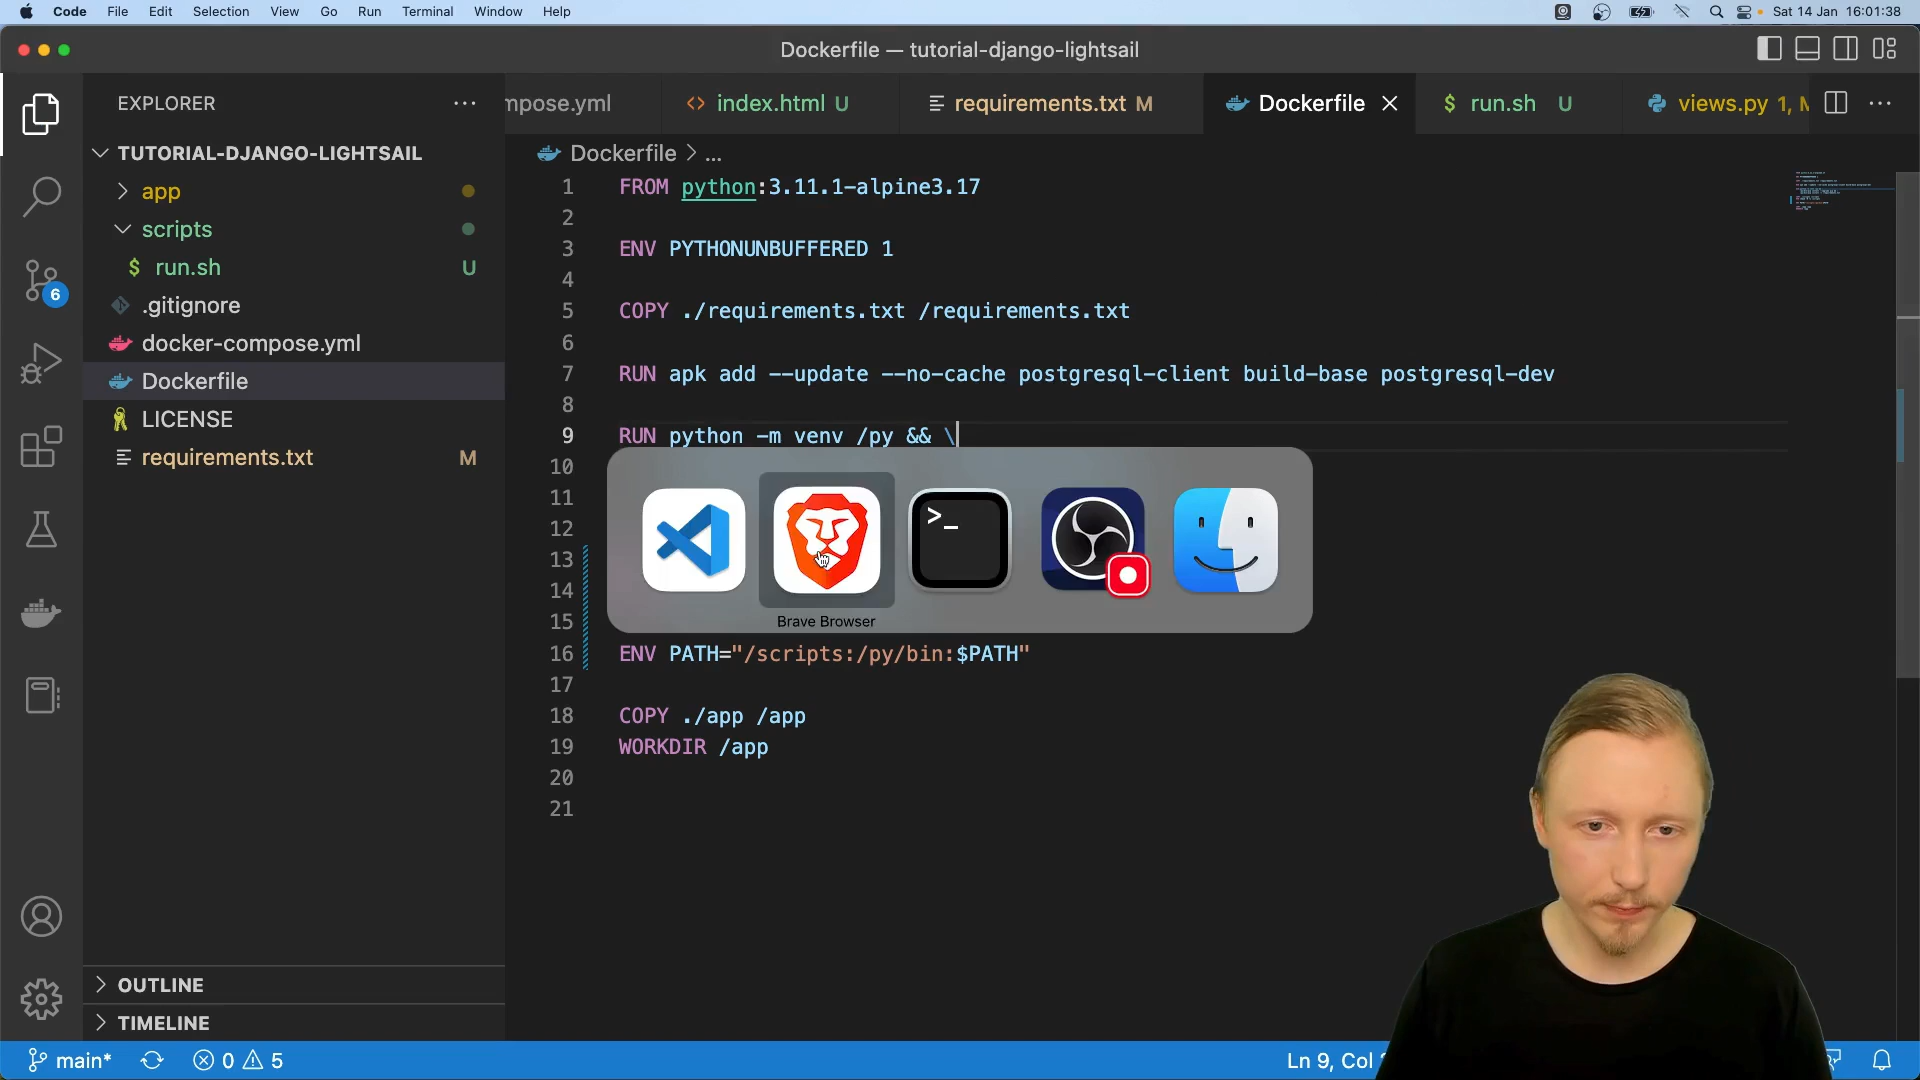 Code File Edit Selection View Go Run Terminal Window Help Sat 14 Jan 16:01:38
Dockerfile — tutorial-django-lightsail
EXPLORER
mpose.yml index.html U requirements.txt M Dockerfile $ run.sh U views.py 1, M
TUTORIAL-DJANGO-LIGHTSAIL
app
scripts
$ run.sh U
.gitignore
docker-compose.yml
Dockerfile
LICENSE
requirements.txt M
6
OUTLINE
TIMELINE
Dockerfile > ...
1 FROM python:3.11.1-alpine3.17
2
3 ENV PYTHONUNBUFFERED 1
4
5 COPY ./requirements.txt /requirements.txt
6
7 RUN apk add --update --no-cache postgresql-client build-base postgresql-dev
8
9 RUN python -m venv /py && \
10
11
12
13
14
15
16 ENV PATH="/scripts:/py/bin:$PATH"
17
18 COPY ./app /app
19 WORKDIR /app
20
21
>_
Brave Browser
main* 0 5 Ln 9, Col